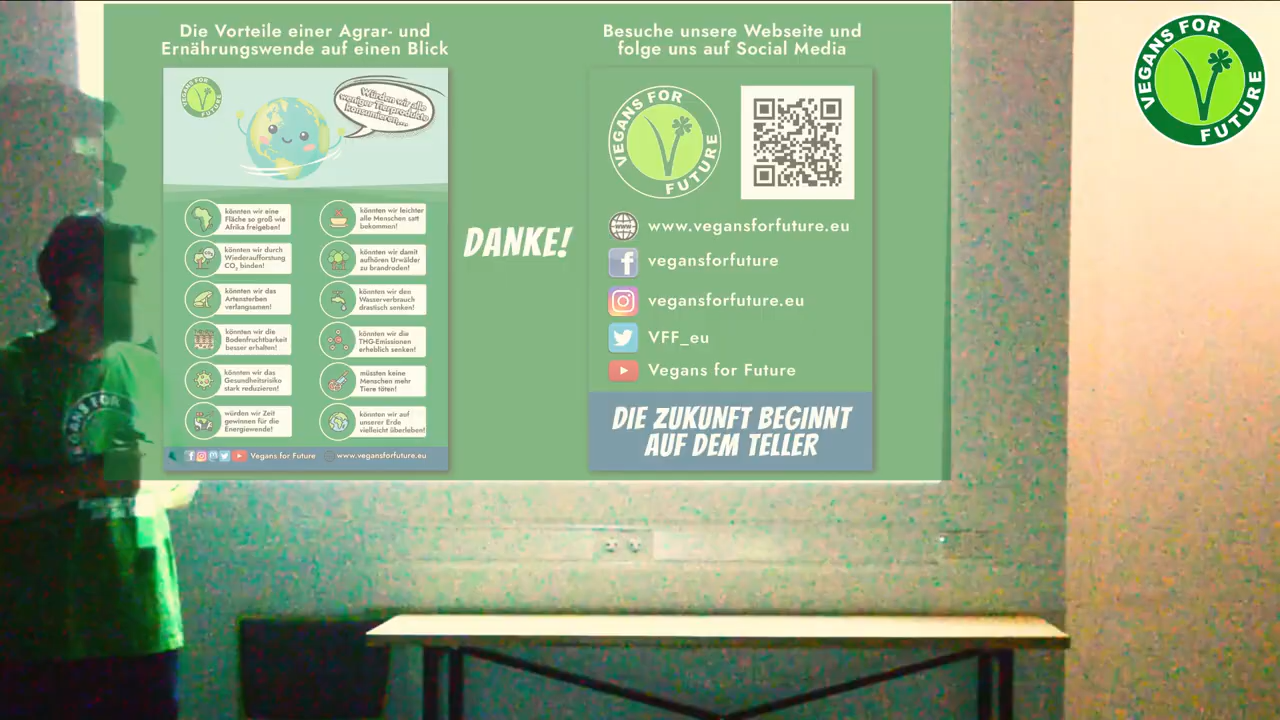 Die Vorteile einer Agrar- und
Ernährungswende auf einen Blick
VEGANS FOR
FUTURE
Würden wir alle
weniger Tierprodukte
konsumieren,...
könnten wir eine
Fläche so groß wie
Afrika freigeben!
könnten wir leichter
alle Menschen satt
bekommen!
könnten wir durch
Wiederaufforstung
CO₂ binden!
könnten wir damit
aufhören Urwälder
zu brandroden!
könnten wir das
Artensterben
verlangsamen!
könnten wir den
Wasserverbrauch
drastisch senken!
könnten wir die
Bodenfruchtbarkeit
besser erhalten!
könnten wir die
THG-Emissionen
erheblich senken!
könnten wir das
Gesundheitsrisiko
stark reduzieren!
müssten keine
Menschen mehr
Tiere töten!
würden wir Zeit
gewinnen für die
Energiewende!
könnten wir auf
unserer Erde
vielleicht überleben!
Vegans for Future
www.vegansforfuture.eu
DANKE!
Besuche unsere Webseite und
folge uns auf Social Media
VEGANS FOR
FUTURE
www.vegansforfuture.eu
vegansforfuture
vegansforfuture.eu
VFF_eu
Vegans for Future
DIE ZUKUNFT BEGINNT
AUF DEM TELLER
VEGANS FOR
FUTURE
VEGANS FOR